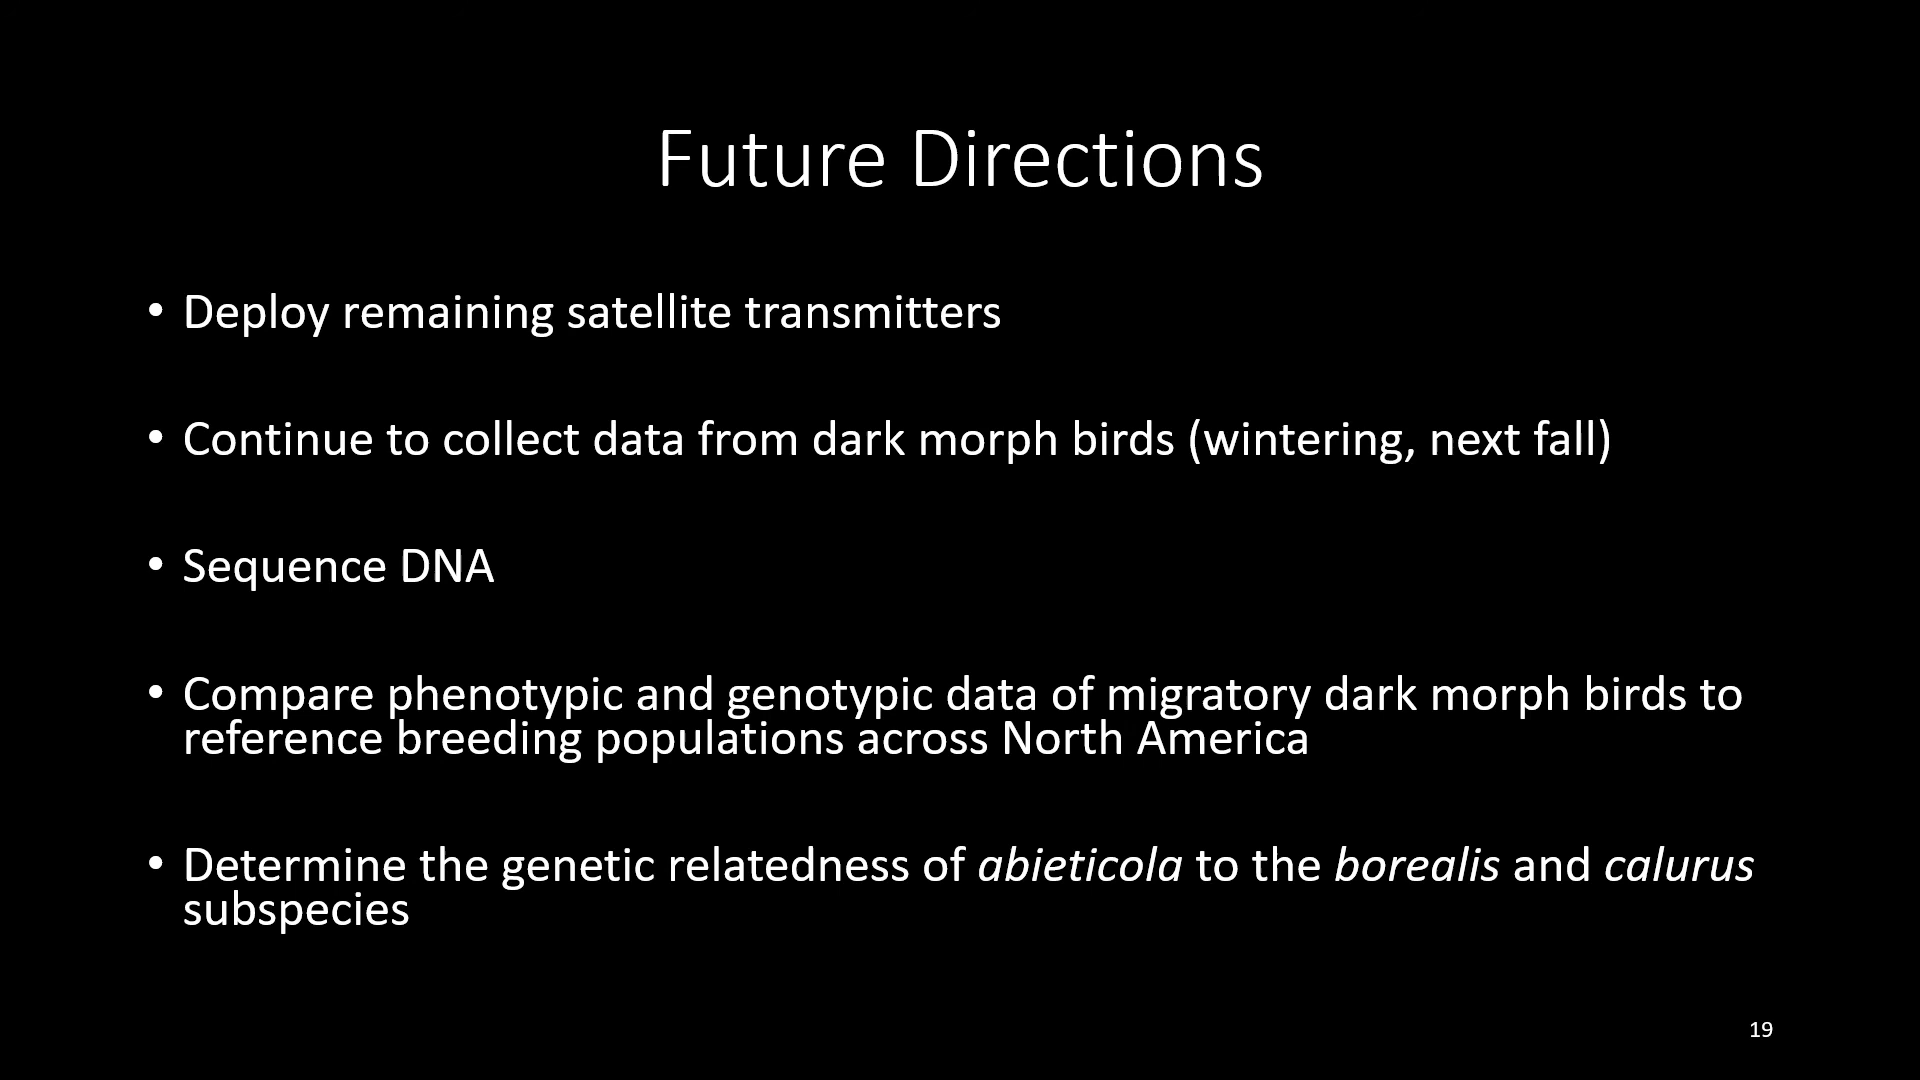 Future Directions
• Deploy remaining satellite transmitters
• Continue to collect data from dark morph birds (wintering, next fall)
• Sequence DNA
• Compare phenotypic and genotypic data of migratory dark morph birds to
reference breeding populations across North America
• Determine the genetic relatedness of abieticola to the borealis and calurus
subspecies
19